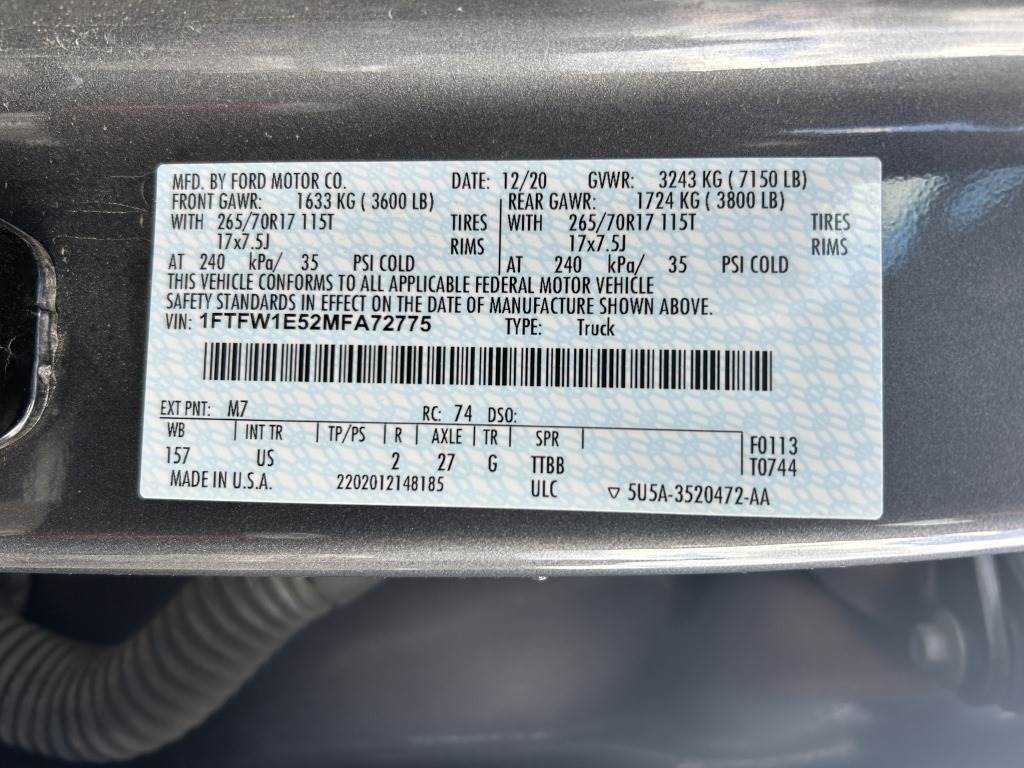 MFD. BY FORD MOTOR CO. DATE: 12/20 GVWR: 3243 KG ( 7150 LB)
FRONT GAWR: 1633 KG ( 3600 LB) REAR GAWR: 1724 KG ( 3800 LB)
WITH 265/70R17 115T TIRES WITH 265/70R17 115T TIRES
17x7.5J RIMS 17x7.5J RIMS
AT 240 kPa/ 35 PSI COLD AT 240 kPa/ 35 PSI COLD
THIS VEHICLE CONFORMS TO ALL APPLICABLE FEDERAL MOTOR VEHICLE
SAFETY STANDARDS IN EFFECT ON THE DATE OF MANUFACTURE SHOWN ABOVE.
VIN: 1FTFW1E52MFA72775 TYPE: Truck
EXT PNT: M7 RC: 74 DSO:
WB INT TR TP/PS R AXLE TR SPR F0113
157 US 2 27 G TTBB T0744
MADE IN U.S.A. 2202012148185 ULC ▽ 5U5A-3520472-AA